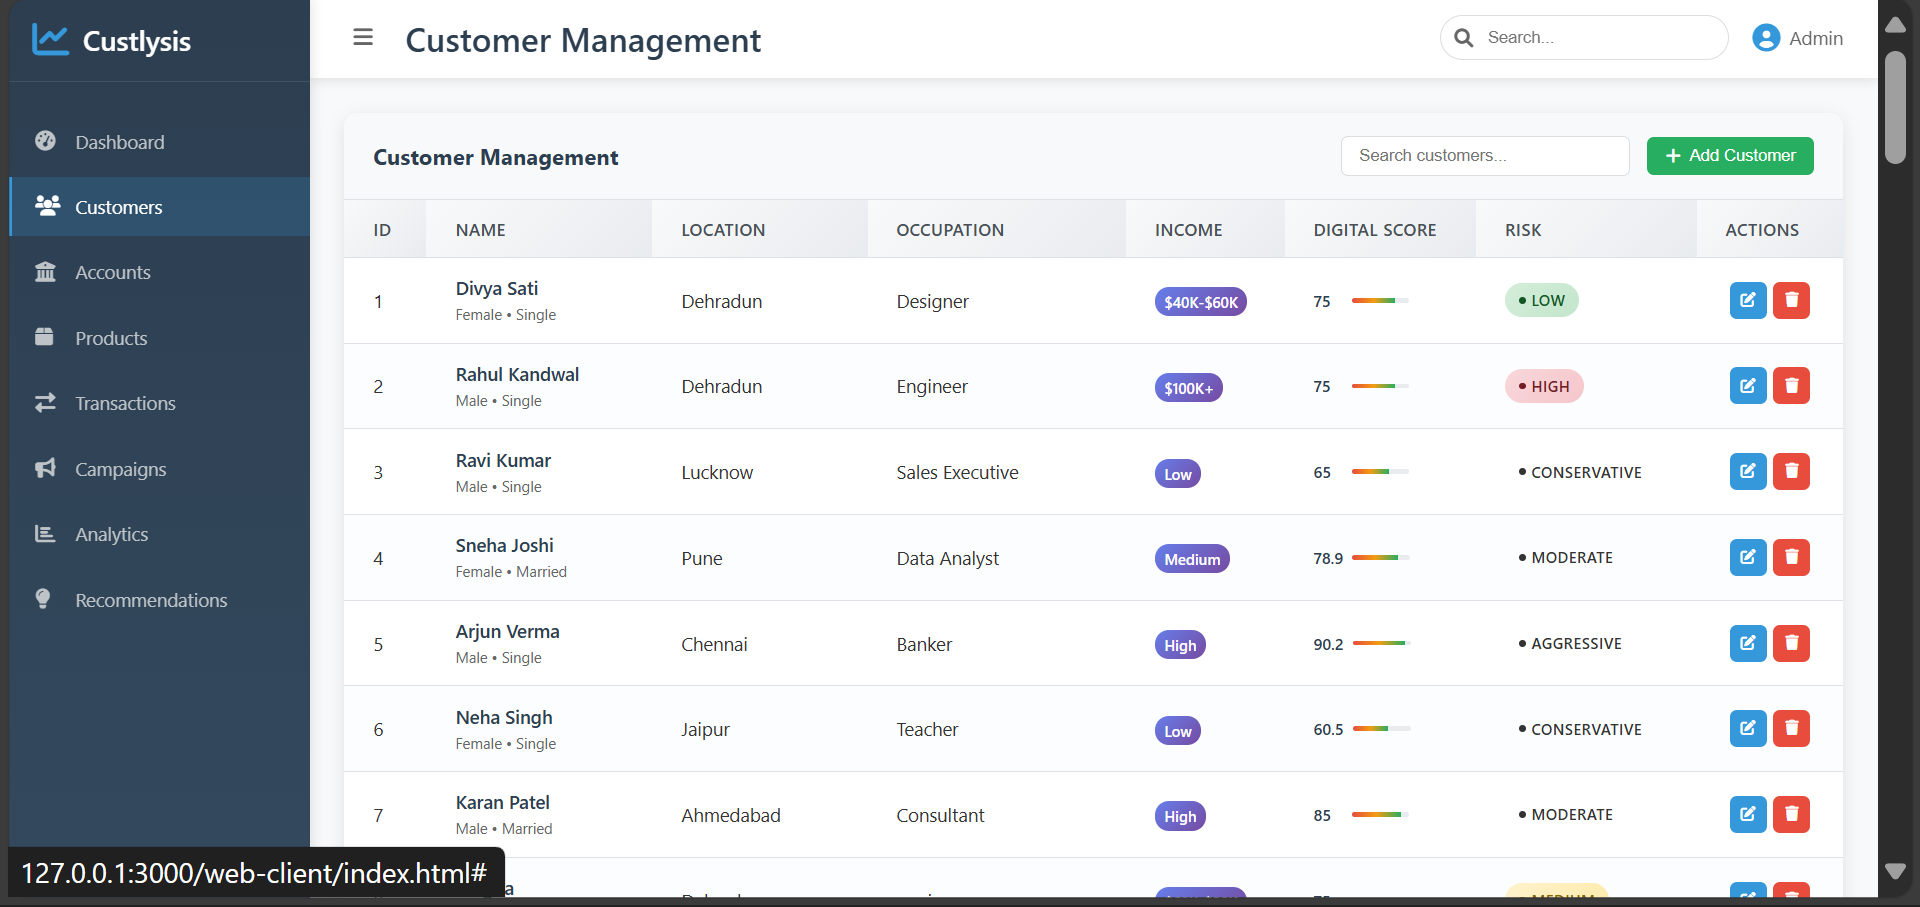 Custlysis
Customer Management
Search...
Admin
Dashboard
Customers
Accounts
Products
Transactions
Campaigns
Analytics
Recommendations
Customer Management
Search customers...
Add Customer
ID NAME LOCATION OCCUPATION INCOME DIGITAL SCORE RISK ACTIONS
1 Divya Sati Dehradun Designer $40K-$60K 75 • LOW
Female • Single
2 Rahul Kandwal Dehradun Engineer $100K+ 75 • HIGH
Male • Single
3 Ravi Kumar Lucknow Sales Executive Low 65 • CONSERVATIVE
Male • Single
4 Sneha Joshi Pune Data Analyst Medium 78.9 • MODERATE
Female • Married
5 Arjun Verma Chennai Banker High 90.2 • AGGRESSIVE
Male • Single
6 Neha Singh Jaipur Teacher Low 60.5 • CONSERVATIVE
Female • Single
7 Karan Patel Ahmedabad Consultant High 85 • MODERATE
Male • Married
127.0.0.1:3000/web-client/index.html#